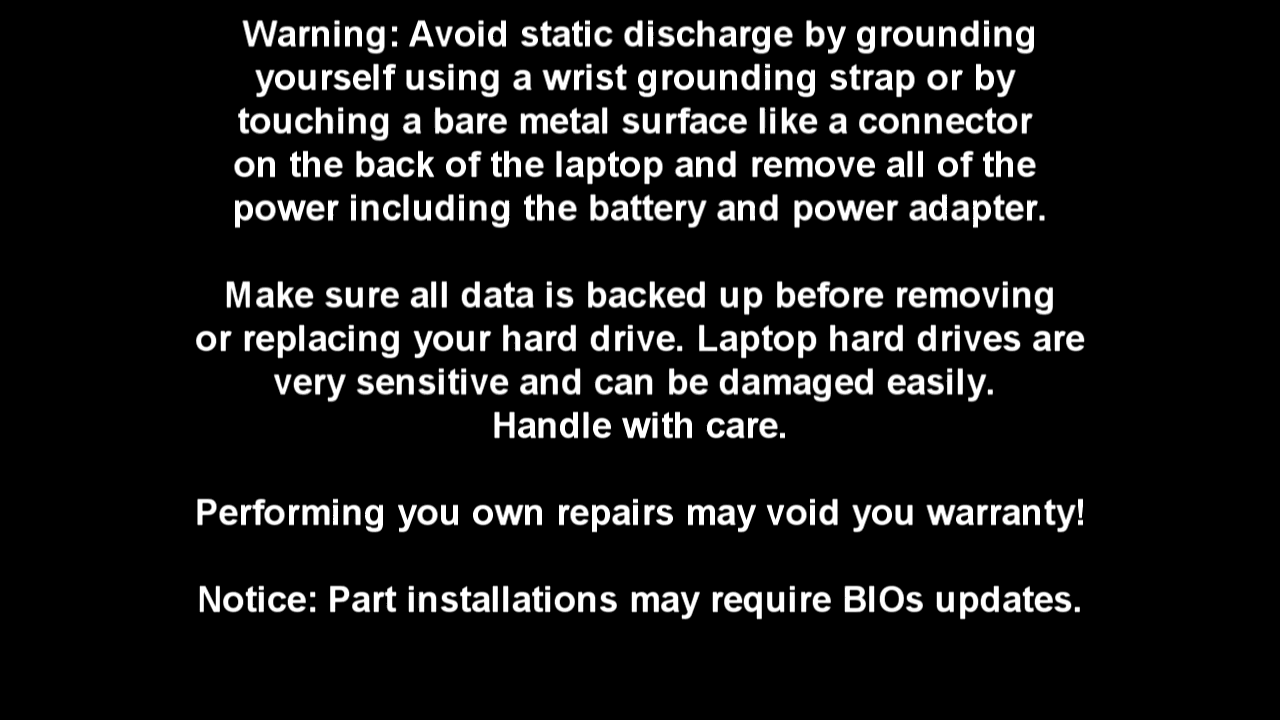 Warning: Avoid static discharge by grounding
yourself using a wrist grounding strap or by
touching a bare metal surface like a connector
on the back of the laptop and remove all of the
power including the battery and power adapter.
Make sure all data is backed up before removing
or replacing your hard drive. Laptop hard drives are
very sensitive and can be damaged easily.
Handle with care.
Performing you own repairs may void you warranty!
Notice: Part installations may require BIOs updates.